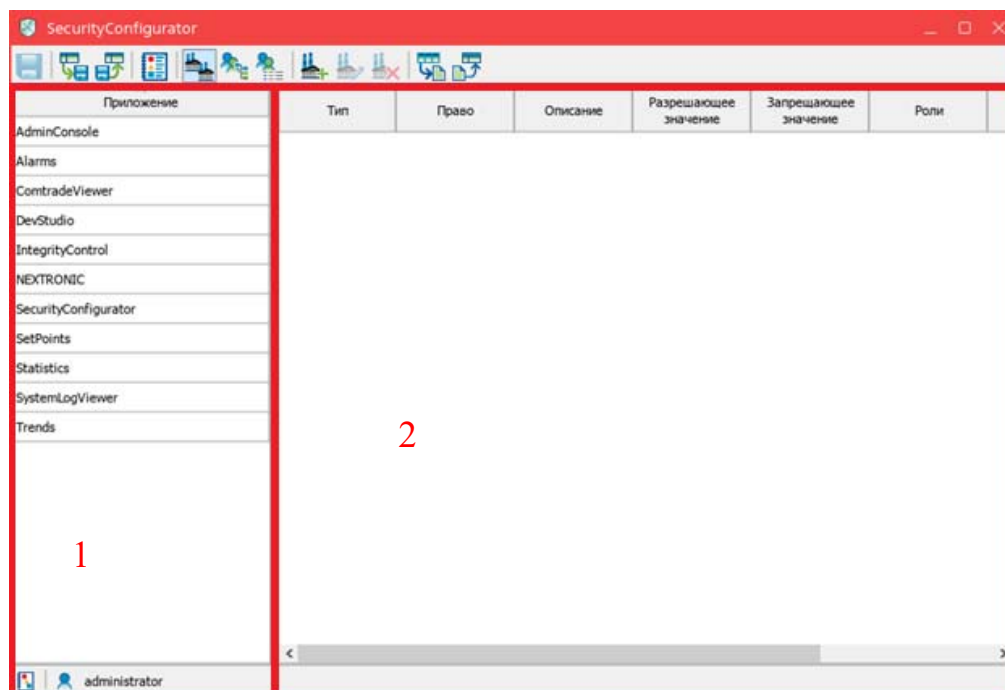 SecurityConfigurator
Приложение
AdminConsole
Alarms
ComtradeViewer
DevStudio
IntegrityControl
NEXTRONIC
SecurityConfigurator
SetPoints
Statistics
SystemLogViewer
Trends
1
Тип
Право
Описание
Разрешающее
значение
Запрещающее
значение
Роли
2
administrator